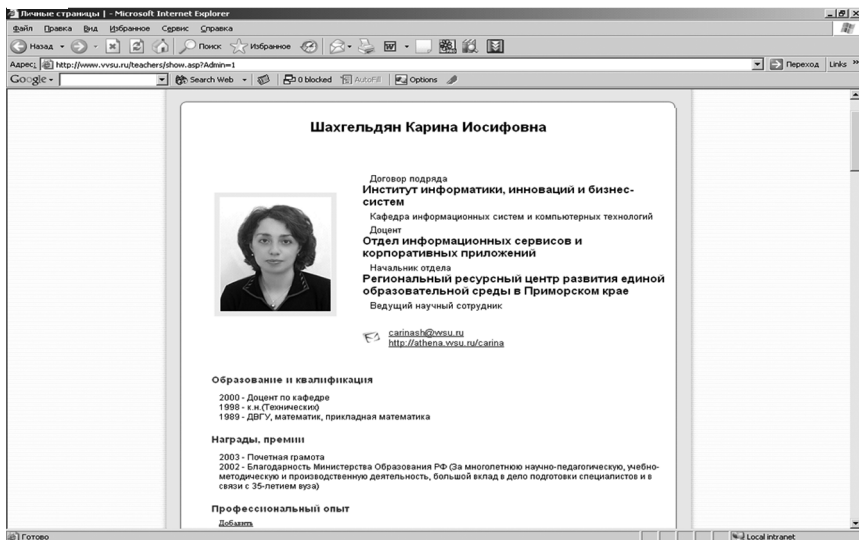 Личные страницы | - Microsoft Internet Explorer
Файл Правка Вид Избранное Сервис Справка
Назад Поиск Избранное
Адрес: http://www.vvsu.ru/teachers/show.asp?Admin=1 Переход Links »
Google Search Web 0 blocked AutoFill Options
Шахгельдян Карина Иосифовна
Договор подряда
Институт информатики, инноваций и бизнес-
систем
Кафедра информационных систем и компьютерных технологий
Доцент
Отдел информационных сервисов и
корпоративных приложений
Начальник отдела
Региональный ресурсный центр развития единой
образовательной среды в Приморском крае
Ведущий научный сотрудник
carinash@vvsu.ru
http://athena.vvsu.ru/carina
Образование и квалификация
2000 - Доцент по кафедре
1998 - к.н.(Технических)
1989 - ДВГУ, математик, прикладная математика
Награды, премии
2003 - Почетная грамота
2002 - Благодарность Министерства Образования РФ (За многолетнюю научно-педагогическую, учебно-
методическую и производственную деятельность, большой вклад в дело подготовки специалистов и в
связи с 35-летием вуза)
Профессиональный опыт
Добавить
Готово Local intranet